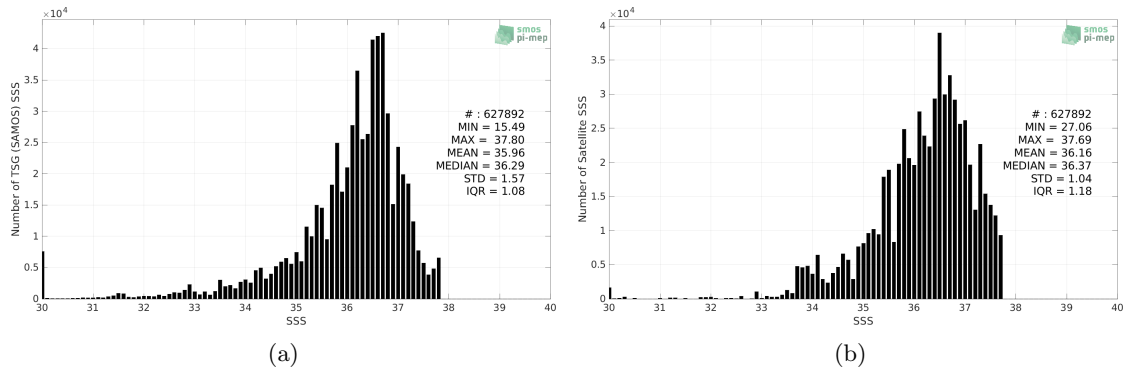 ×10⁴
4
3.5
3
2.5
2
1.5
1
0.5
0
Number of TSG (SAMOS) SSS
smos
pi-mep
# : 627892
MIN = 15.49
MAX = 37.80
MEAN = 35.96
MEDIAN = 36.29
STD = 1.57
IQR = 1.08
30 31 32 33 34 35 36 37 38 39 40
SSS
(a)
×10⁴
4
3.5
3
2.5
2
1.5
1
0.5
0
Number of Satellite SSS
smos
pi-mep
# : 627892
MIN = 27.06
MAX = 37.69
MEAN = 36.16
MEDIAN = 36.37
STD = 1.04
IQR = 1.18
30 31 32 33 34 35 36 37 38 39 40
SSS
(b)